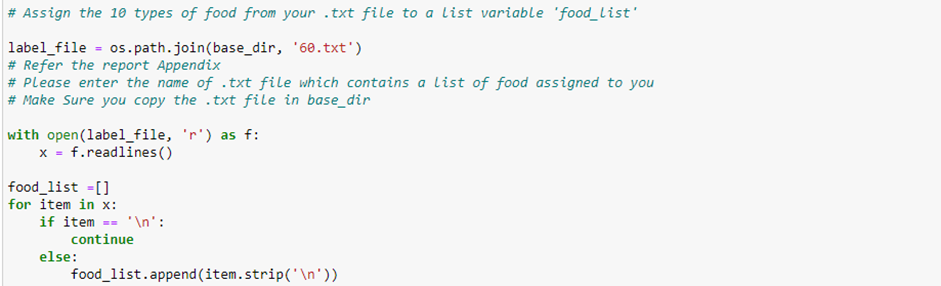 # Assign the 10 types of food from your .txt file to a list variable 'food_list'
label_file = os.path.join(base_dir, '60.txt')
# Refer the report Appendix
# Please enter the name of .txt file which contains a list of food assigned to you
# Make Sure you copy the .txt file in base_dir
with open(label_file, 'r') as f:
    x = f.readlines()
food_list =[]
for item in x:
    if item == '\n':
        continue
    else:
        food_list.append(item.strip('\n'))